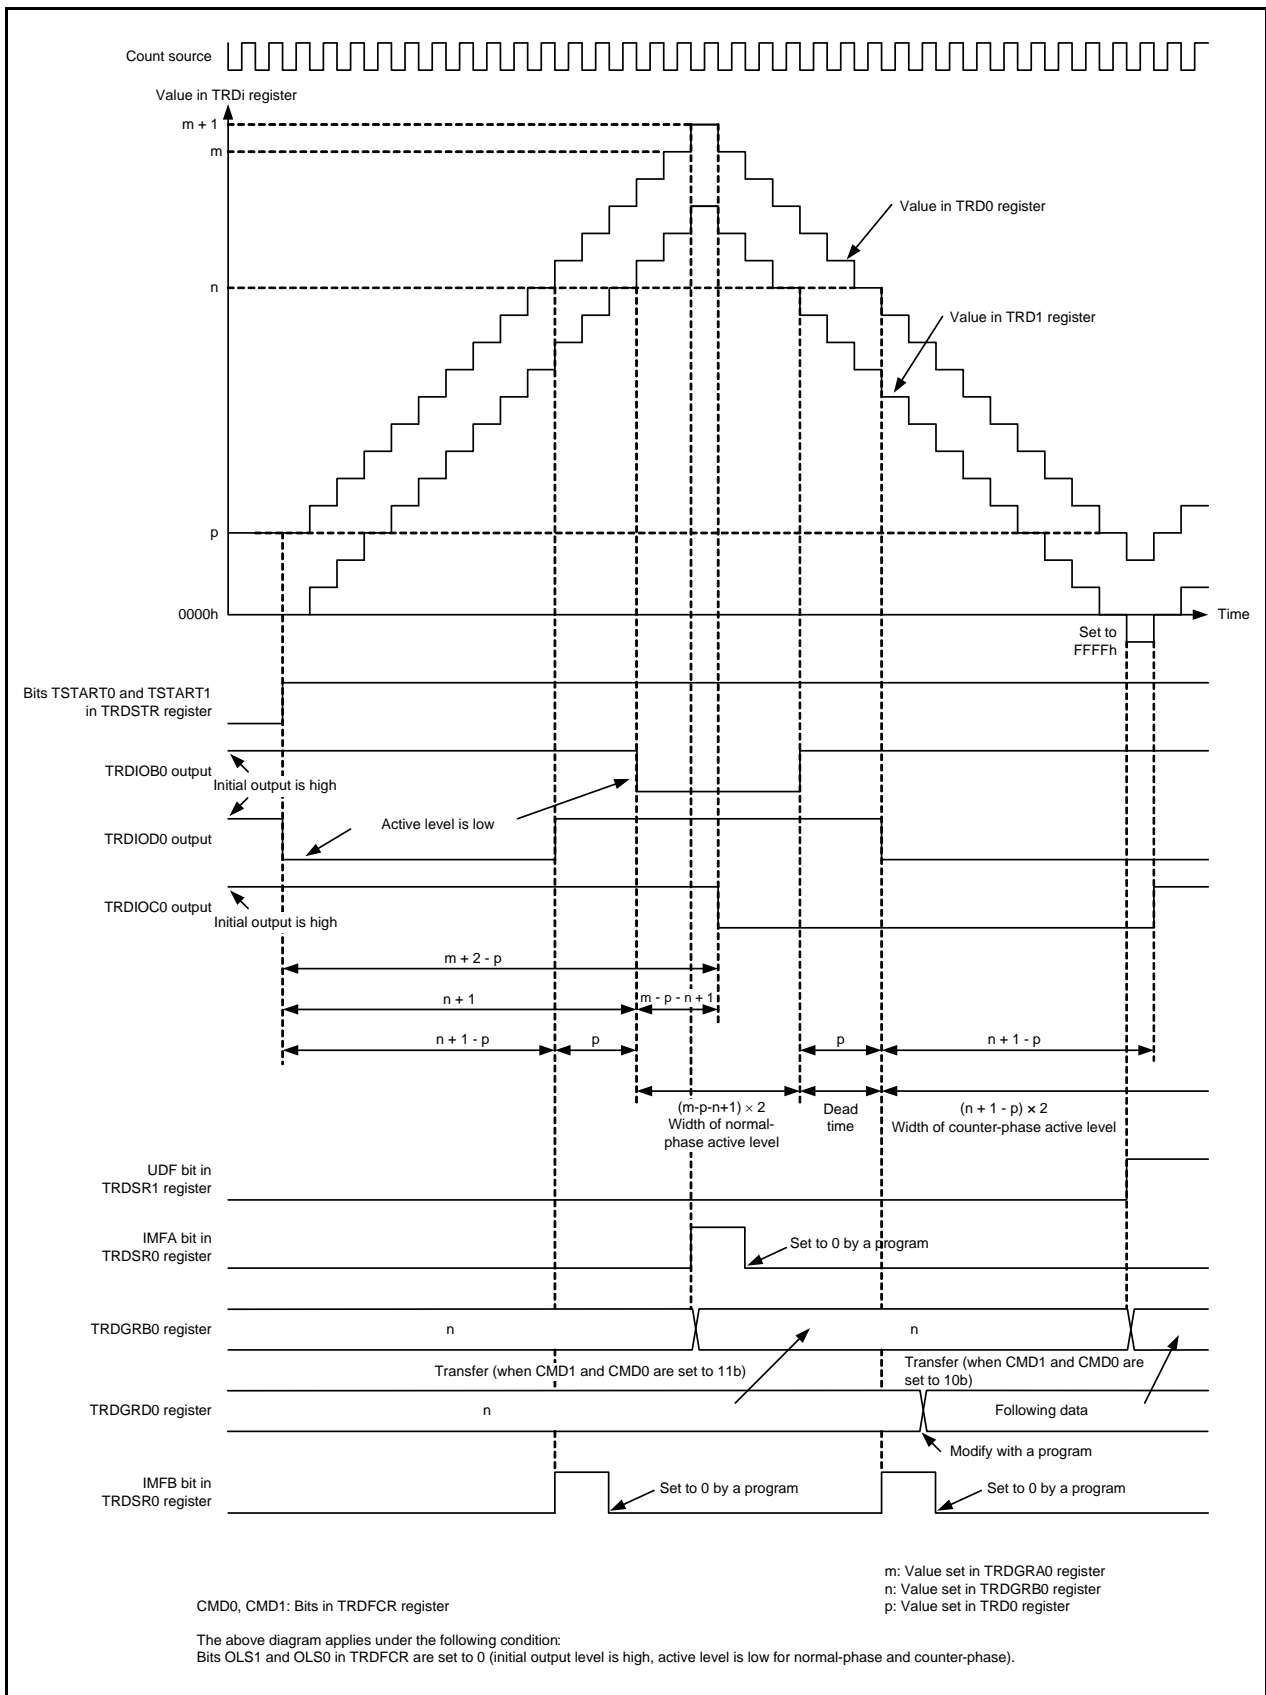 Count source
Value in TRDi register
m + 1
m
Value in TRD0 register
n
Value in TRD1 register
p
0000h
Time
Set to
FFFFh
Bits TSTART0 and TSTART1
in TRDSTR register
TRDIOB0 output
Initial output is high
Active level is low
TRDIOD0 output
TRDIOC0 output
Initial output is high
m + 2 - p
n + 1
m - p - n + 1
n + 1 - p
p
p
n + 1 - p
(m-p-n+1) × 2
Width of normal-
phase active level
Dead
time
(n + 1 - p) × 2
Width of counter-phase active level
UDF bit in
TRDSR1 register
IMFA bit in
TRDSR0 register
Set to 0 by a program
TRDGRB0 register
n
n
Transfer (when CMD1 and CMD0 are set to 11b)
Transfer (when CMD1 and CMD0 are
set to 10b)
TRDGRD0 register
n
Following data
Modify with a program
IMFB bit in
TRDSR0 register
Set to 0 by a program
Set to 0 by a program
m: Value set in TRDGRA0 register
n: Value set in TRDGRB0 register
p: Value set in TRD0 register
CMD0, CMD1: Bits in TRDFCR register
The above diagram applies under the following condition:
Bits OLS1 and OLS0 in TRDFCR are set to 0 (initial output level is high, active level is low for normal-phase and counter-phase).